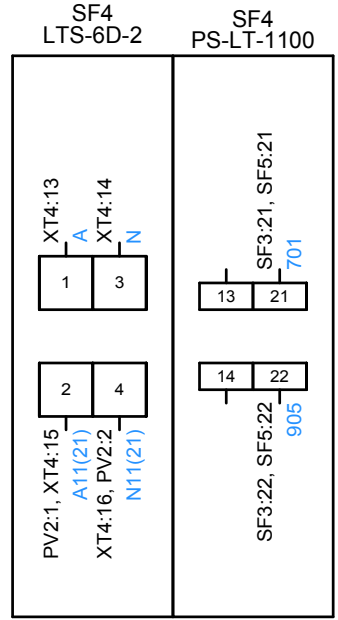 SF4
LTS-6D-2
SF4
PS-LT-1100
XT4:13
A
XT4:14
N
SF3:21, SF5:21
701
1
3
13
21
2
4
14
22
PV2:1, XT4:15
A11(21)
XT4:16, PV2:2
N11(21)
SF3:22, SF5:22
905